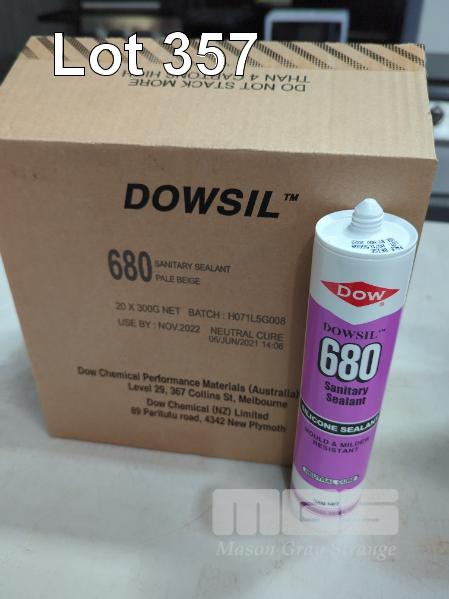 Lot 357
DO NOT STACK MORE
THAN 4 CARTONS HIGH
DOWSIL™
680 SANITARY SEALANT
PALE BEIGE
20 X 300G NET BATCH : H071L5G008
USE BY : NOV.2022 NEUTRAL CURE
06/JUN/2021 14:06
Dow Chemical Performance Materials (Australia)
Level 29, 367 Collins St, Melbourne
Dow Chemical (NZ) Limited
89 Paritutu road, 4342 New Plymoth
Dow
DOWSIL™
680
Sanitary
Sealant
SILICONE SEALANT
MOULD & MILDEW
RESISTANT
NEUTRAL CURE
MGS
Mason Gray Strange